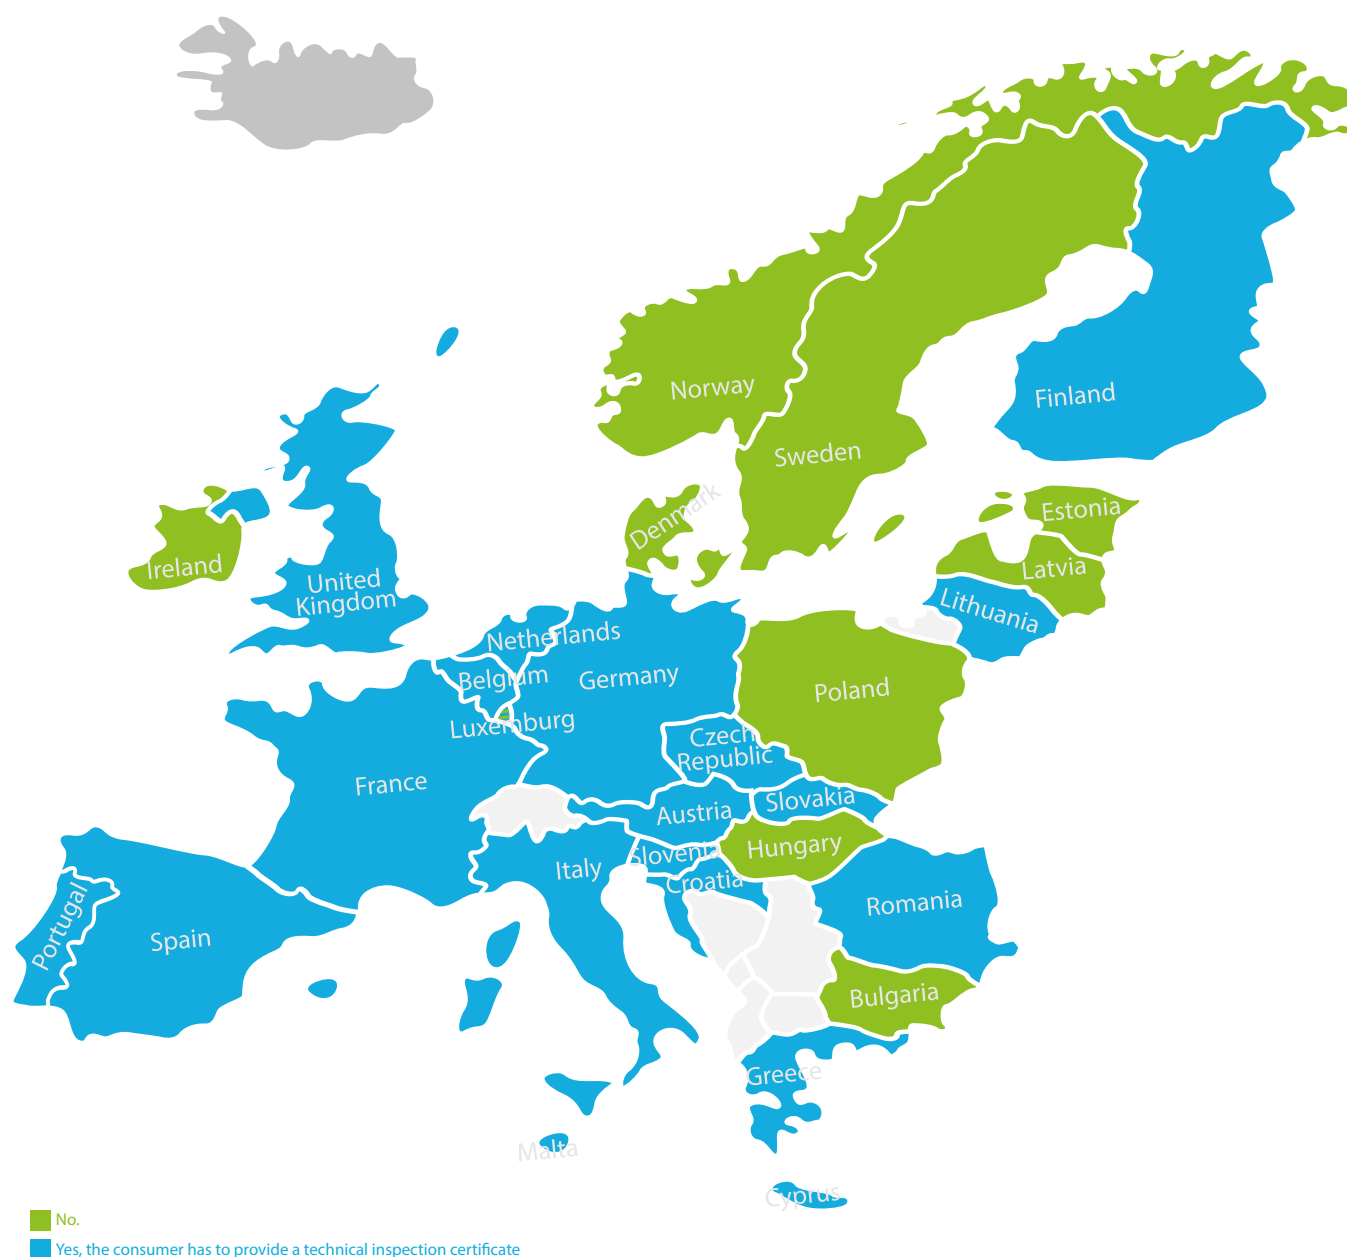 Norway
Finland
Sweden
Denmark
Estonia
Ireland
Latvia
United
Kingdom
Lithuania
Netherlands
Belgium
Germany
Poland
Luxemburg
Czech
Republic
France
Slovakia
Austria
Hungary
Slovenia
Italy
Croatia
Romania
Portugal
Spain
Bulgaria
Greece
Malta
Cyprus
No.
Yes, the consumer has to provide a technical inspection certificate